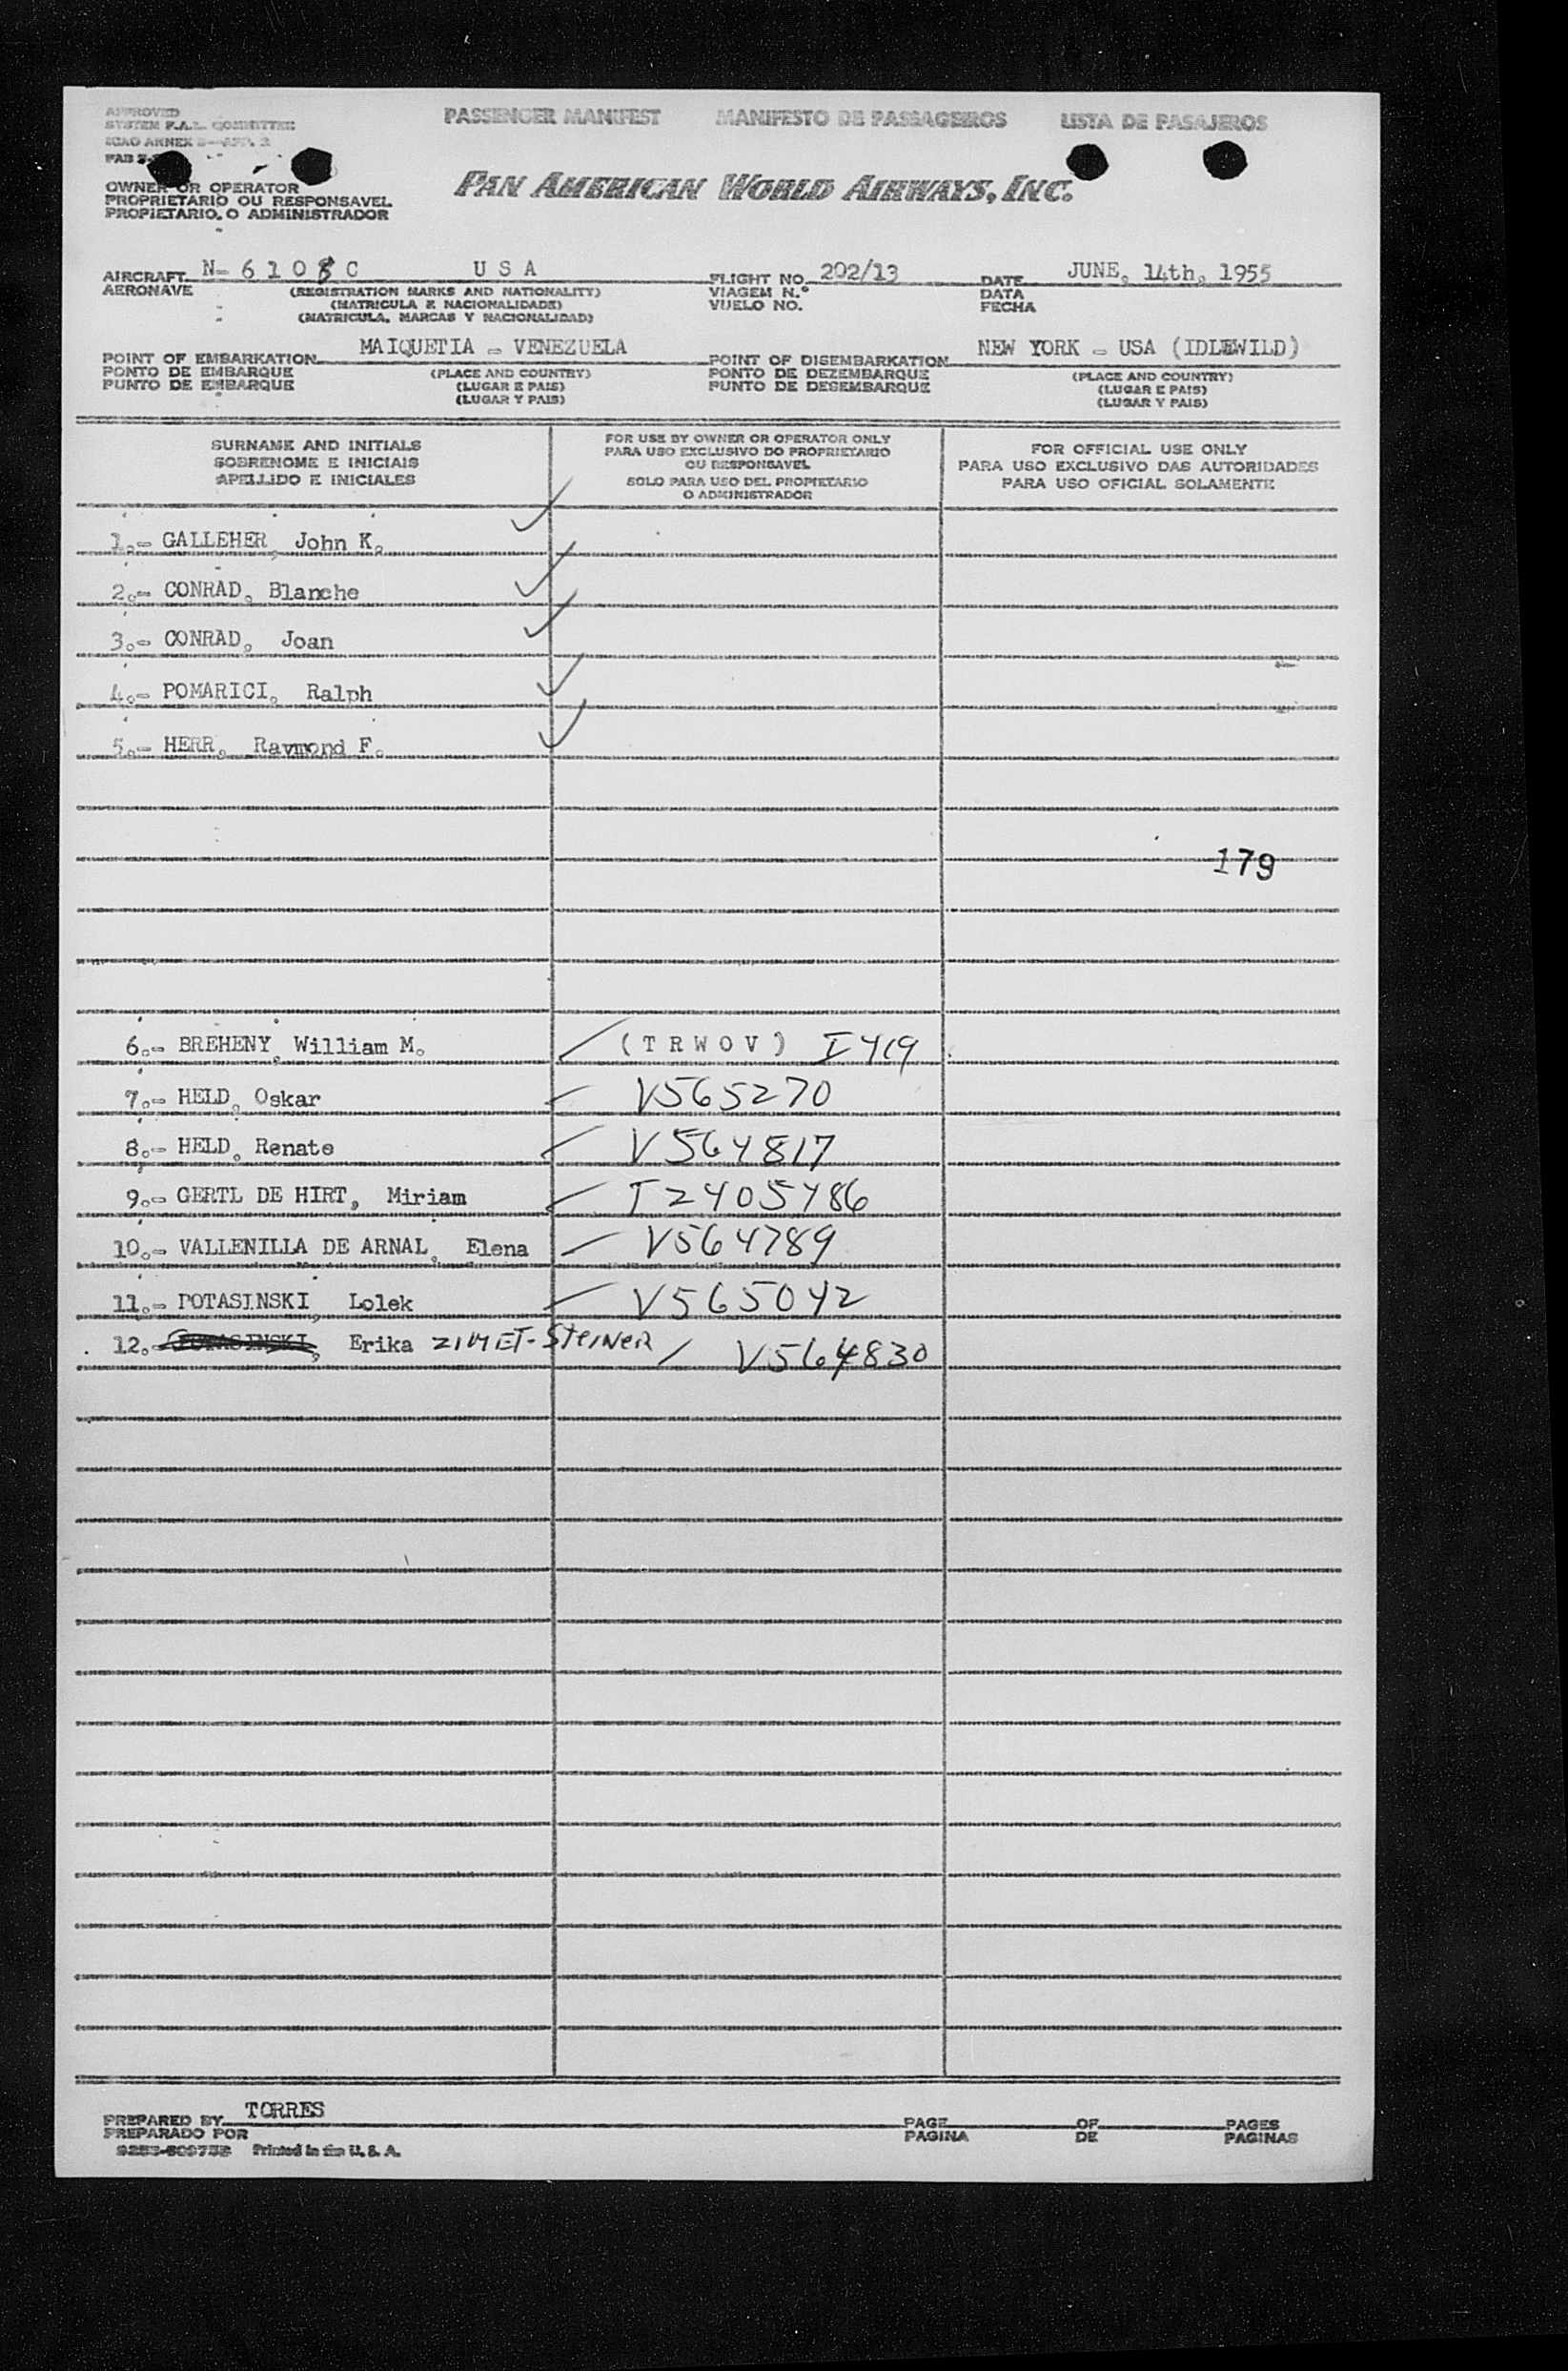 APPROVED
SYSTEM F.A.L. COMMITTEE
ICAO ANNEX
PASSENGER MANIFEST MANIFESTO DE PASSAGEIROS LISTA DE PASAJEROS
PAN AMERICAN WORLD AIRWAYS, INC.
OWNER OR OPERATOR
PROPRIETARIO OU RESPONSAVEL
PROPIETARIO. O ADMINISTRADOR
AIRCRAFT N- 6108C U S A FLIGHT NO. 202/13 DATE JUNE, 14th, 1955
AERONAVE (REGISTRATION MARKS AND NATIONALITY) VIAGEM N.° DATA
(MATRICULA E NACIONALIDADE) VUELO NO. FECHA
(MATRICULA, MARCAS Y NACIONALIDAD)
POINT OF EMBARKATION MAIQUETIA - VENEZUELA POINT OF DISEMBARKATION NEW YORK - USA (IDLEWILD)
PONTO DE EMBARQUE (PLACE AND COUNTRY) PONTO DE DEZEMBARQUE (PLACE AND COUNTRY)
PUNTO DE EMBARQUE (LUGAR E PAIS) PUNTO DE DESEMBARQUE (LUGAR E PAIS)
(LUGAR Y PAIS) (LUGAR Y PAIS)
SURNAME AND INITIALS
SOBRENOME E INICIAIS
APELLIDO E INICIALES
FOR USE BY OWNER OR OPERATOR ONLY
PARA USO EXCLUSIVO DO PROPRIETARIO
OU RESPONSAVEL
SOLO PARA USO DEL PROPIETARIO
O ADMINISTRADOR
FOR OFFICIAL USE ONLY
PARA USO EXCLUSIVO DAS AUTORIDADES
PARA USO OFICIAL SOLAMENTE
1.- GALLEHER, John K.
2.- CONRAD, Blanche
3.- CONRAD, Joan
4.- POMARICI, Ralph
5.- HERR, Raymond F.
179
6.- BREHENY, William M. (T R W O V) I 419
7.- HELD, Oskar V565270
8.- HELD, Renate V564817
9.- GERTL DE HIRT, Miriam T2405486
10.- VALLENILLA DE ARNAL, Elena V564789
11.- POTASINSKI, Lolek V565042
12.- POTASINSKI, Erika ZIMET-STEINER V564830
PREPARED BY TORRES PAGE OF PAGES
PREPARADO POR PAGINA DE PAGINAS
Printed in the U. S. A.